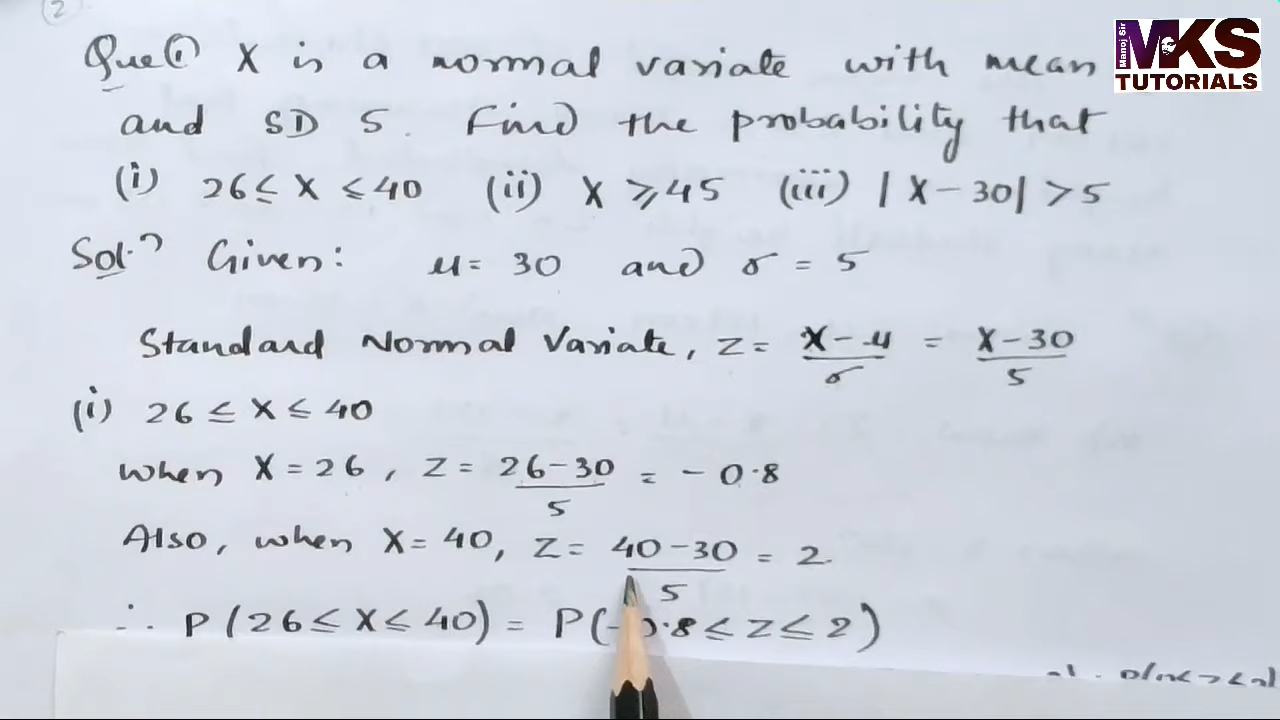 (2)
Manoj Sir MKS
TUTORIALS
Que① X is a normal variate with mean
and SD 5. Find the probability that
(i) 26 ≤ X ≤ 40 (ii) X ⩾ 45 (iii) |X - 30| > 5
Solⁿ Given: μ = 30 and σ = 5
Standard Normal Variate, Z = X - μ / σ = X - 30 / 5
(i) 26 ≤ X ≤ 40
when X = 26, Z = 26 - 30 / 5 = - 0.8
Also, when X = 40, Z = 40 - 30 / 5 = 2
∴ P(26 ≤ X ≤ 40) = P(-0.8 ≤ Z ≤ 2)